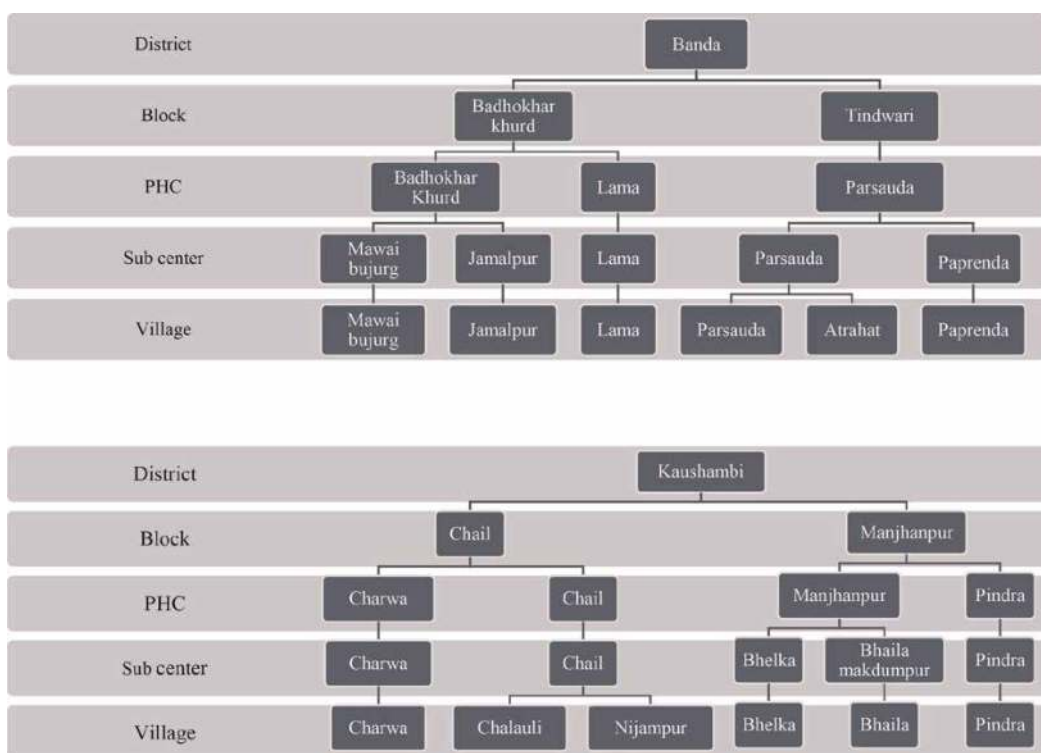 District
Banda
Block
Badhokhar
khurd
Tindwari
PHC
Badhokhar
Khurd
Lama
Parsauda
Sub center
Mawai
bujurg
Jamalpur
Lama
Parsauda
Paprenda
Village
Mawai
bujurg
Jamalpur
Lama
Parsauda
Atrahat
Paprenda
District
Kaushambi
Block
Chail
Manjhanpur
PHC
Charwa
Chail
Manjhanpur
Pindra
Sub center
Charwa
Chail
Bhelka
Bhaila
makdumpur
Pindra
Village
Charwa
Chalauli
Nijampur
Bhelka
Bhaila
Pindra